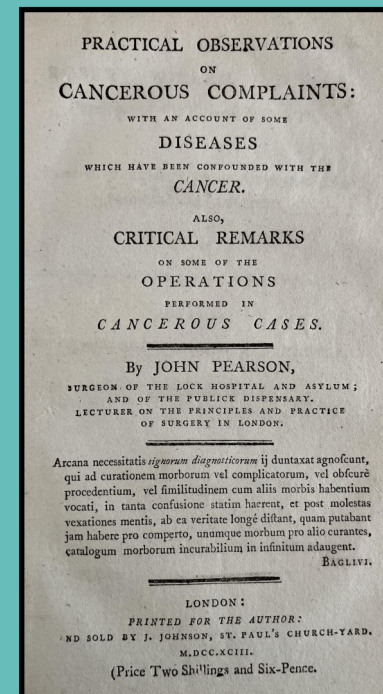 PRACTICAL OBSERVATIONS
ON
CANCEROUS COMPLAINTS:
WITH AN ACCOUNT OF SOME
DISEASES
WHICH HAVE BEEN CONFOUNDED WITH THE
CANCER.
ALSO,
CRITICAL REMARKS
ON SOME OF THE
OPERATIONS
PERFORMED IN
CANCEROUS CASES.
By JOHN PEARSON,
SURGEON OF THE LOCK HOSPITAL AND ASYLUM;
AND OF THE PUBLICK DISPENSARY.
LECTURER ON THE PRINCIPLES AND PRACTICE
OF SURGERY IN LONDON.
Arcana necessitatis signorum diagnosticorum ij duntaxat agnoſcunt,
qui ad curationem morborum vel complicatorum, vel obſcurè
procedentium, vel ſimilitudinem cum aliis morbis habentium
vocati, in tanta confusione statim haerent, et post molestas
vexationes mentis, ab ea veritate longé diſtant, quam putabant
jam habere pro comperto, unumque morbum pro alio curantes,
catalogum morborum incurabilium in infinitum adaugent.
BAGLIVI.
LONDON:
PRINTED FOR THE AUTHOR:
ND SOLD BY J. JOHNSON, ST. PAUL'S CHURCH-YARD.
M.DCC.XCIII.
(Price Two Shillings and Six-Pence.